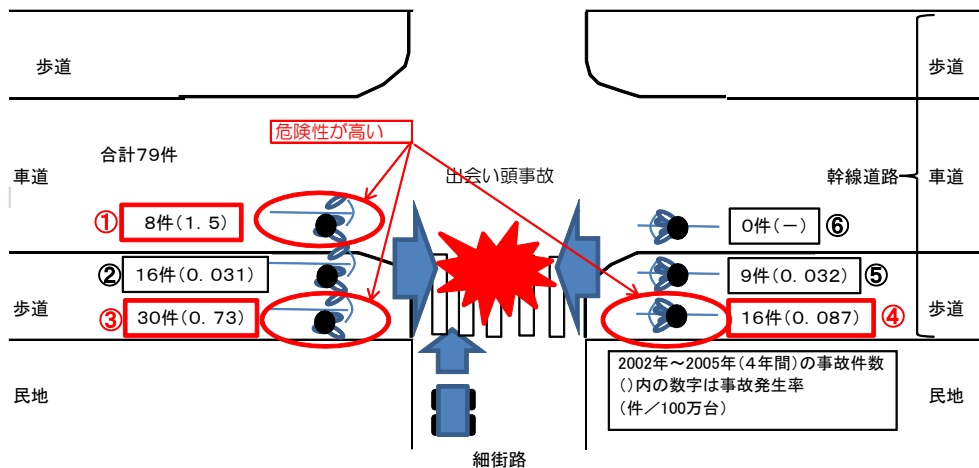 歩道
歩道
危険性が高い
合計79件
出会い頭事故
車道
幹線道路
車道
① 8件(1.5)
0件(-) ⑥
② 16件(0.031)
9件(0.032) ⑤
歩道
③ 30件(0.73)
16件(0.087) ④
歩道
2002年~2005年(4年間)の事故件数
()内の数字は事故発生率
(件/100万台)
民地
民地
細街路